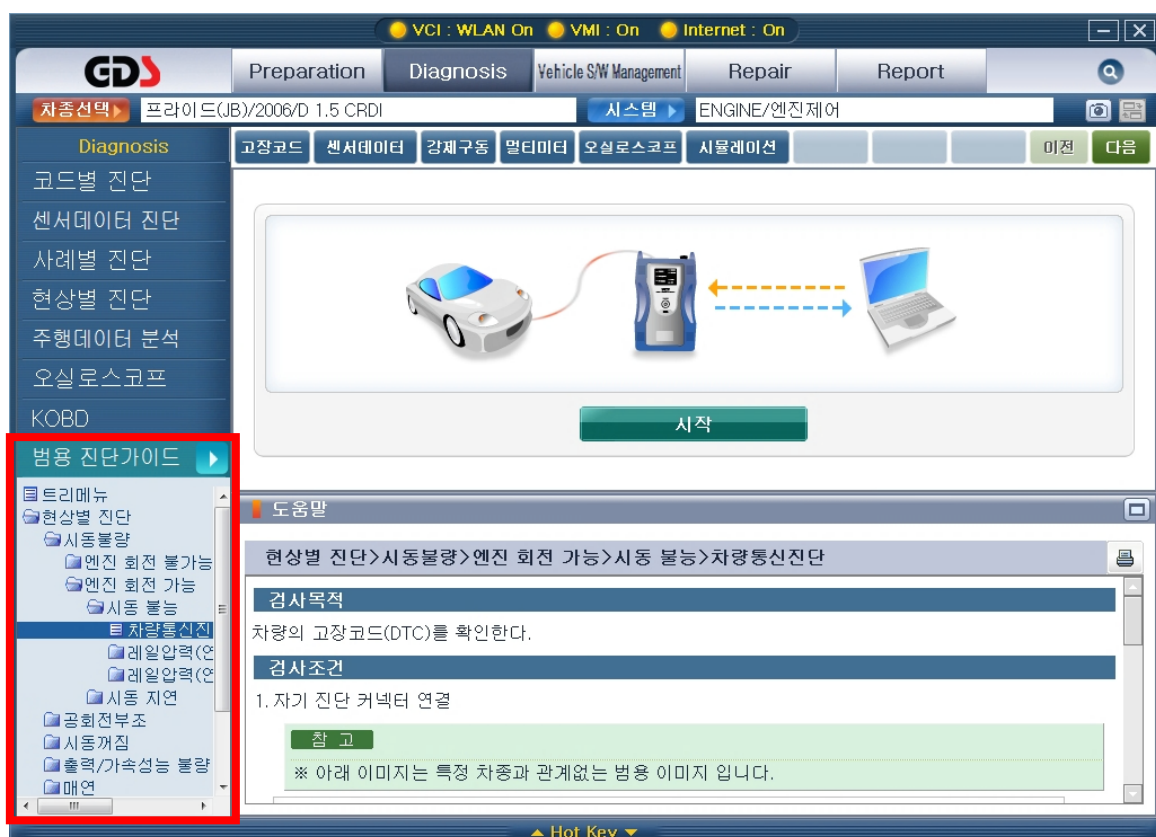 VCI : WLAN On VMI : On Internet : On
GDS Preparation Diagnosis Vehicle S/W Management Repair Report
차종선택 프라이드(JB)/2006/D 1.5 CRDI 시스템 ENGINE/엔진제어
Diagnosis 고장코드 센서데이터 강제구동 멀티미터 오실로스코프 시뮬레이션 이전 다음
코드별 진단
센서데이터 진단
사례별 진단
현상별 진단
주행데이터 분석
오실로스코프
KOBD
시작
범용 진단가이드
트리메뉴
현상별 진단
시동불량
엔진 회전 불가능
엔진 회전 가능
시동 불능
차량통신진
레일압력(연
레일압력(연
시동 지연
공회전부조
시동꺼짐
출력/가속성능 불량
매연
도움말
현상별 진단>시동불량>엔진 회전 가능>시동 불능>차량통신진단
검사목적
차량의 고장코드(DTC)를 확인한다.
검사조건
1. 자기 진단 커넥터 연결
참 고
※ 아래 이미지는 특정 차종과 관계없는 범용 이미지 입니다.
Hot Key